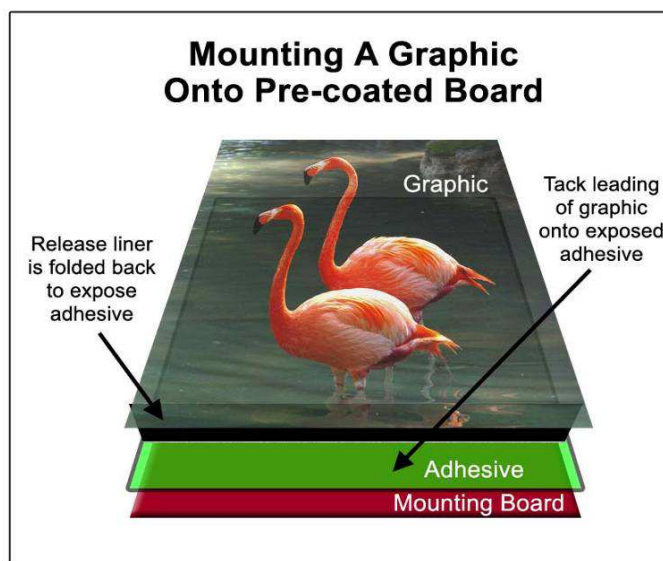 Mounting A Graphic
Onto Pre-coated Board
Graphic
Tack leading
of graphic
onto exposed
adhesive
Release liner
is folded back
to expose
adhesive
Adhesive
Mounting Board